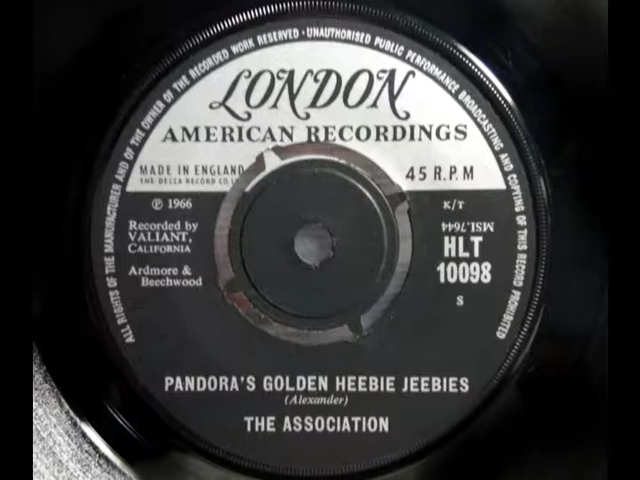 ALL RIGHTS OF THE MANUFACTURER AND OF THE OWNER OF THE RECORDED WORK RESERVED · UNAUTHORISED PUBLIC PERFORMANCE BROADCASTING AND COPYING OF THIS RECORD PROHIBITED
LONDON
AMERICAN RECORDINGS
MADE IN ENGLAND
THE DECCA RECORD CO
45 R.P.M
℗ 1966
K/T
Recorded by
VALIANT,
CALIFORNIA
MSL.7644
HLT
10098
Ardmore &
Beechwood
S
PANDORA'S GOLDEN HEEBIE JEEBIES
(Alexander)
THE ASSOCIATION